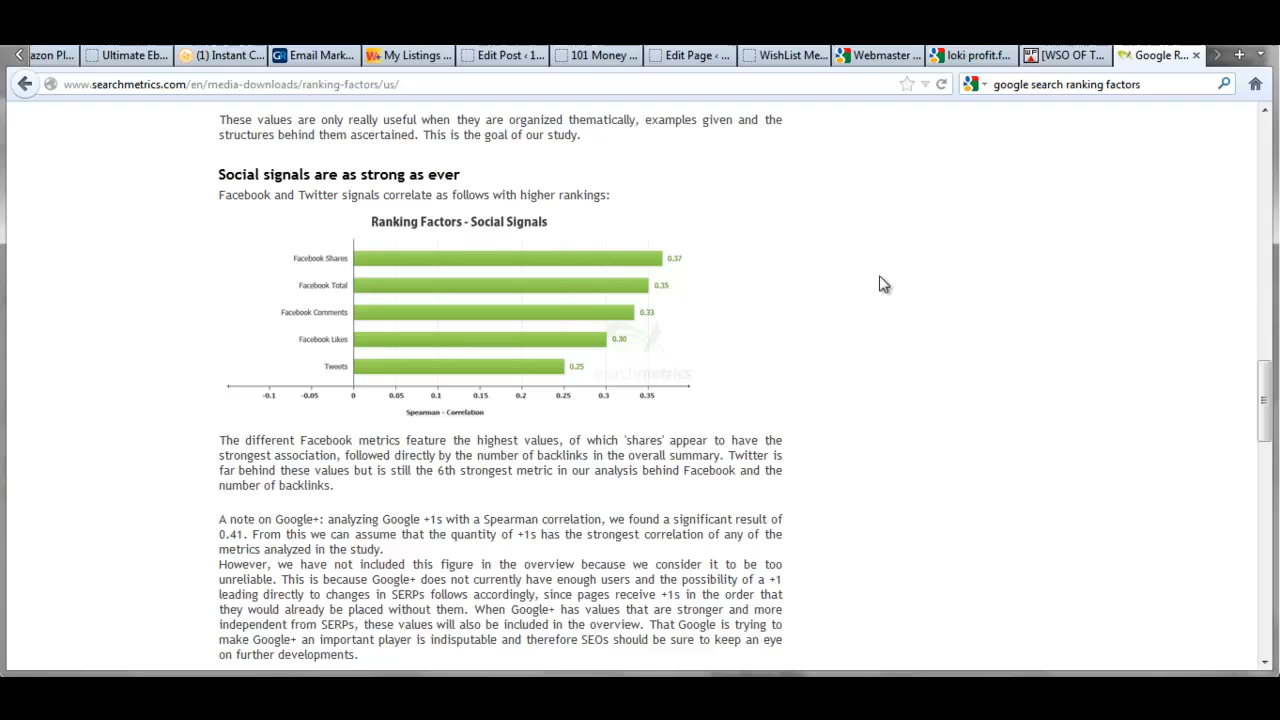 azon Pl...
Ultimate Eb...
(1) Instant C...
GR Email Mark...
W+ My Listings ...
Edit Post ‹ 1...
101 Money ...
Edit Page ‹ ...
WishList Me...
Webmaster ...
loki profit.f...
[WSO OF T...
Google R...
www.searchmetrics.com/en/media-downloads/ranking-factors/us/
google search ranking factors
These values are only really useful when they are organized thematically, examples given and the
structures behind them ascertained. This is the goal of our study.
Social signals are as strong as ever
Facebook and Twitter signals correlate as follows with higher rankings:
Ranking Factors - Social Signals
Facebook Shares 0.37
Facebook Total 0.35
Facebook Comments 0.33
Facebook Likes 0.30
Tweets 0.25
searchmetrics
-0.1 -0.05 0 0.05 0.1 0.15 0.2 0.25 0.3 0.35
Spearman - Correlation
The different Facebook metrics feature the highest values, of which 'shares' appear to have the
strongest association, followed directly by the number of backlinks in the overall summary. Twitter is
far behind these values but is still the 6th strongest metric in our analysis behind Facebook and the
number of backlinks.
A note on Google+: analyzing Google +1s with a Spearman correlation, we found a significant result of
0.41. From this we can assume that the quantity of +1s has the strongest correlation of any of the
metrics analyzed in the study.
However, we have not included this figure in the overview because we consider it to be too
unreliable. This is because Google+ does not currently have enough users and the possibility of a +1
leading directly to changes in SERPs follows accordingly, since pages receive +1s in the order that
they would already be placed without them. When Google+ has values that are stronger and more
independent from SERPs, these values will also be included in the overview. That Google is trying to
make Google+ an important player is indisputable and therefore SEOs should be sure to keep an eye
on further developments.